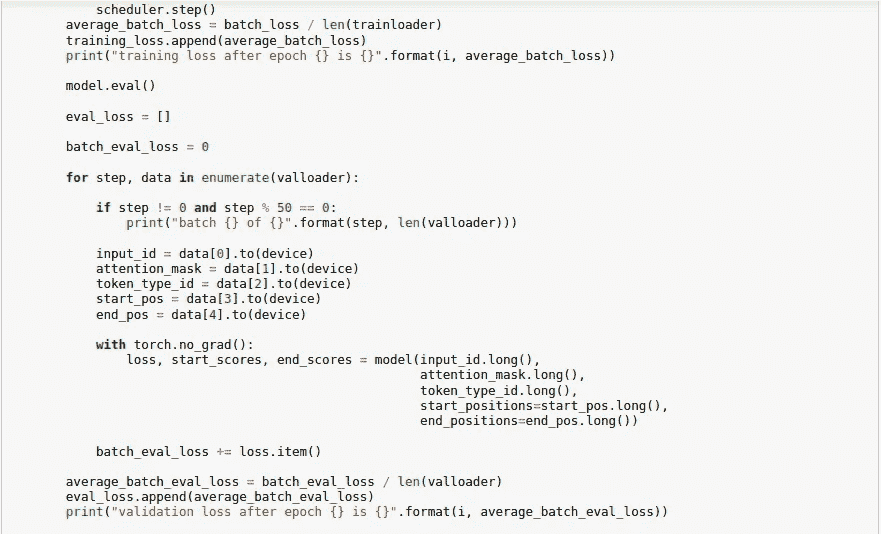 scheduler.step()
average_batch_loss = batch_loss / len(trainloader)
training_loss.append(average_batch_loss)
print("training loss after epoch {} is {}".format(i, average_batch_loss))
model.eval()
eval_loss = []
batch_eval_loss = 0
for step, data in enumerate(valloader):
if step != 0 and step % 50 == 0:
print("batch {} of {}".format(step, len(valloader)))
input_id = data[0].to(device)
attention_mask = data[1].to(device)
token_type_id = data[2].to(device)
start_pos = data[3].to(device)
end_pos = data[4].to(device)
with torch.no_grad():
loss, start_scores, end_scores = model(input_id.long(),
attention_mask.long(),
token_type_id.long(),
start_positions=start_pos.long(),
end_positions=end_pos.long())
batch_eval_loss += loss.item()
average_batch_eval_loss = batch_eval_loss / len(valloader)
eval_loss.append(average_batch_eval_loss)
print("validation loss after epoch {} is {}".format(i, average_batch_eval_loss))